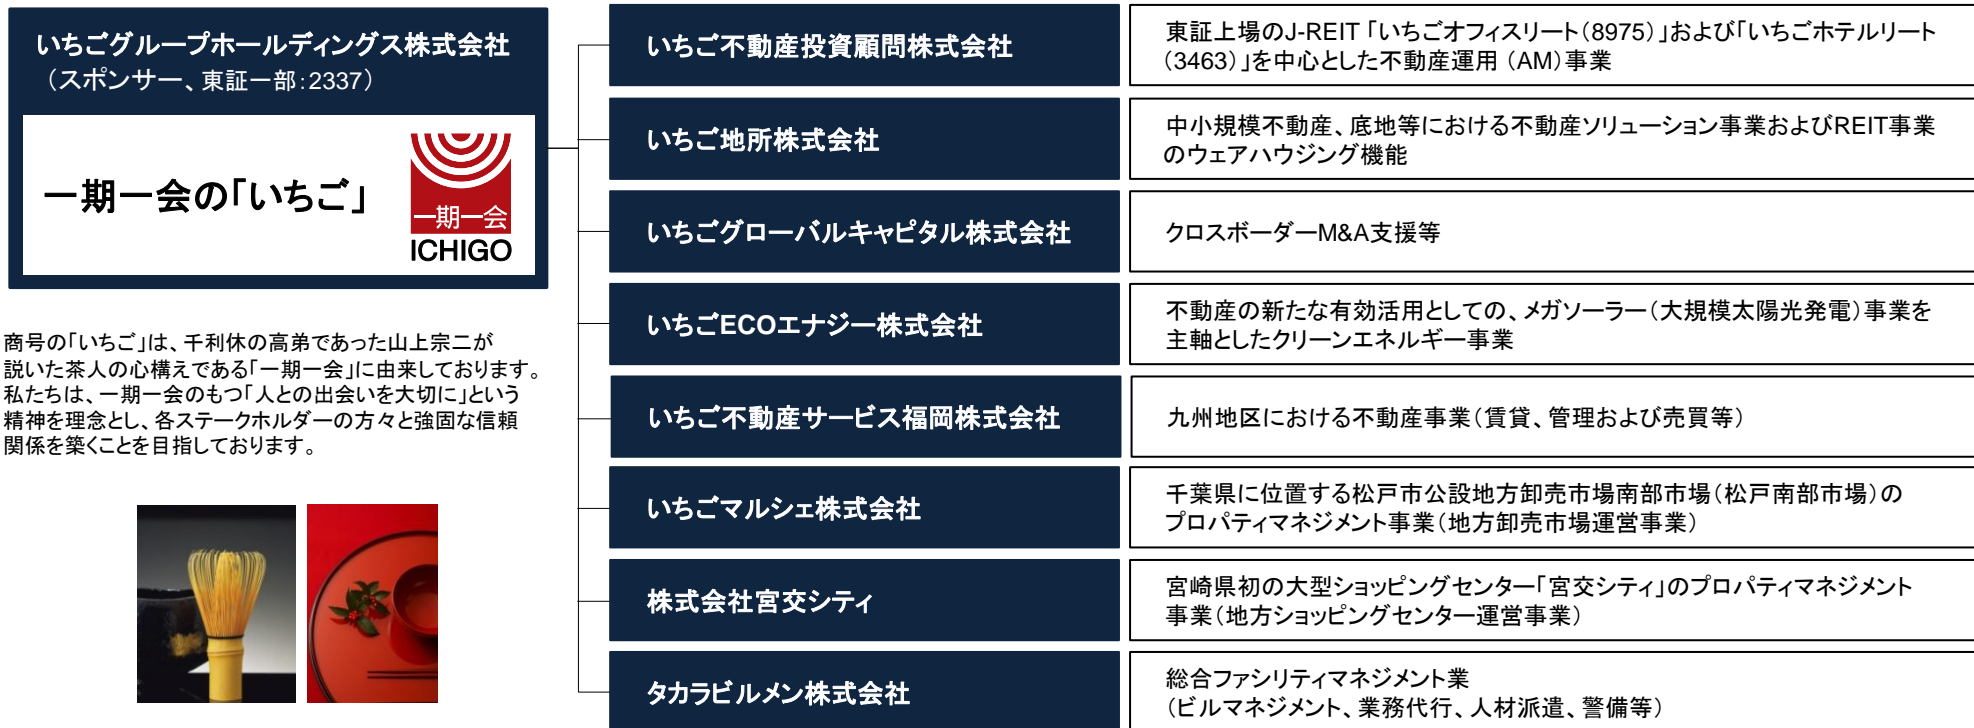 いちごグループホールディングス株式会社
（スポンサー、東証一部：2337）
一期一会の「いちご」
一期一会
ICHIGO
商号の「いちご」は、千利休の高弟であった山上宗二が
説いた茶人の心構えである「一期一会」に由来しております。
私たちは、一期一会のもつ「人との出会いを大切に」という
精神を理念とし、各ステークホルダーの方々と強固な信頼
関係を築くことを目指しております。
いちご不動産投資顧問株式会社
東証上場のJ-REIT「いちごオフィスリート（8975）」および「いちごホテルリート
（3463）」を中心とした不動産運用（AM）事業
いちご地所株式会社
中小規模不動産、底地等における不動産ソリューション事業およびREIT事業
のウェアハウジング機能
いちごグローバルキャピタル株式会社
クロスボーダーM&A支援等
いちごECOエナジー株式会社
不動産の新たな有効活用としての、メガソーラー（大規模太陽光発電）事業を
主軸としたクリーンエネルギー事業
いちご不動産サービス福岡株式会社
九州地区における不動産事業（賃貸、管理および売買等）
いちごマルシェ株式会社
千葉県に位置する松戸市公設地方卸売市場南部市場（松戸南部市場）の
プロパティマネジメント事業（地方卸売市場運営事業）
株式会社宮交シティ
宮崎県初の大型ショッピングセンター「宮交シティ」のプロパティマネジメント
事業（地方ショッピングセンター運営事業）
タカラビルメン株式会社
総合ファシリティマネジメント業
（ビルマネジメント、業務代行、人材派遣、警備等）